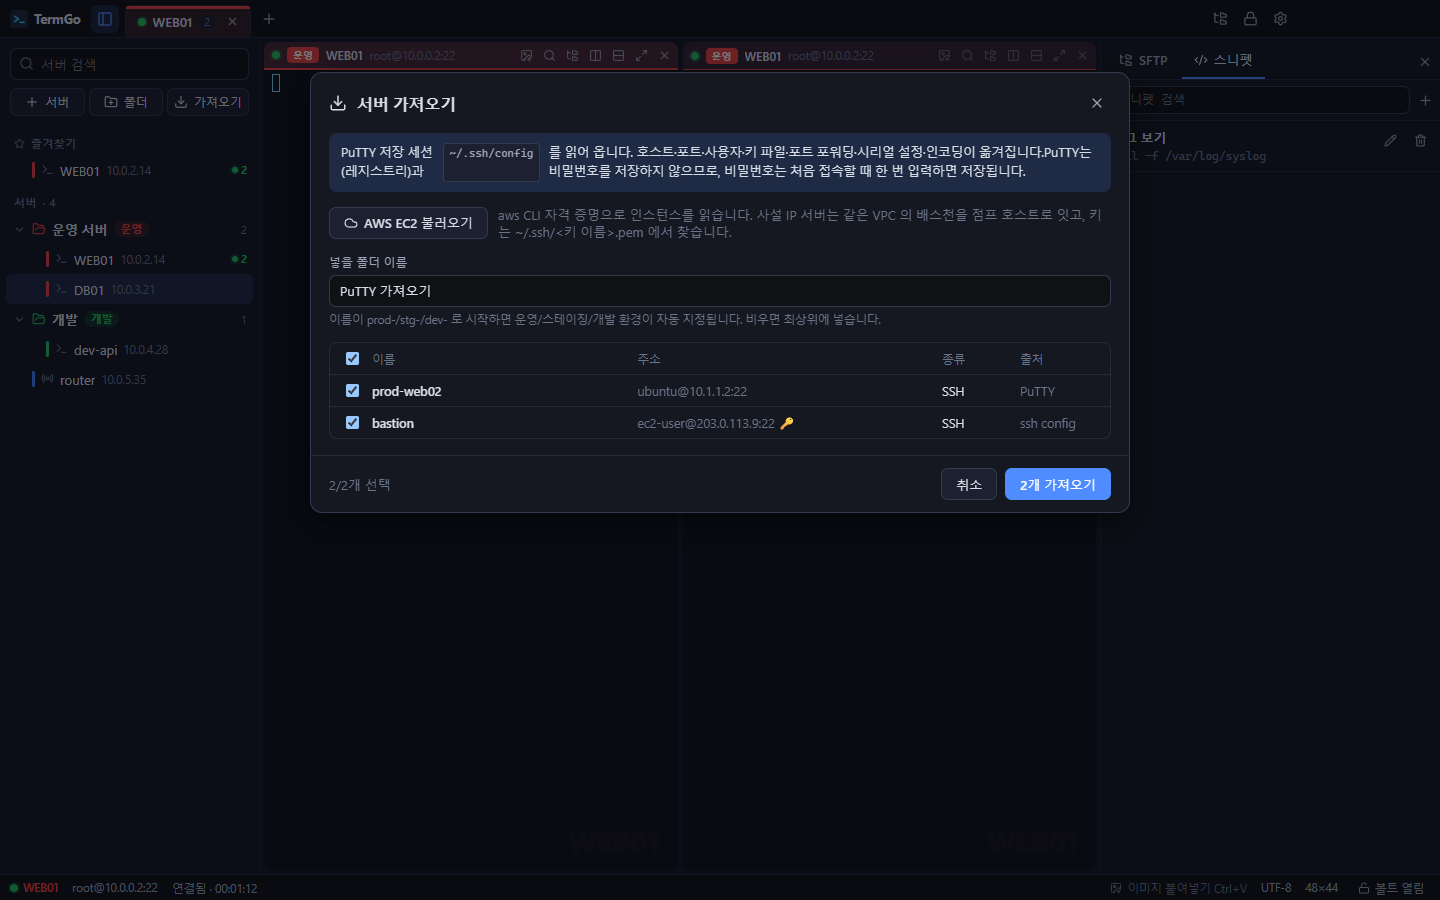 TermGo
WEB01 2
서버 검색
서버 폴더 가져오기
즐겨찾기
WEB01 10.0.2.14 2
서버 · 4
운영 서버 운영 2
WEB01 10.0.2.14 2
DB01 10.0.3.21
개발 개발 1
dev-api 10.0.4.28
router 10.0.5.35
운영 WEB01 root@10.0.0.2:22
운영 WEB01 root@10.0.0.2:22
SFTP 스니펫
니펫 검색
보기
-f /var/log/syslog
서버 가져오기
PuTTY 저장 세션(레지스트리)과 ~/.ssh/config 를 읽어 옵니다. 호스트·포트·사용자·키 파일·포트 포워딩·시리얼 설정·인코딩이 옮겨집니다.PuTTY는
비밀번호를 저장하지 않으므로, 비밀번호는 처음 접속할 때 한 번 입력하면 저장됩니다.
AWS EC2 불러오기
aws CLI 자격 증명으로 인스턴스를 읽습니다. 사설 IP 서버는 같은 VPC 의 배스천을 점프 호스트로 잇고, 키
는 ~/.ssh/<키 이름>.pem 에서 찾습니다.
넣을 폴더 이름
PuTTY 가져오기
이름이 prod-/stg-/dev- 로 시작하면 운영/스테이징/개발 환경이 자동 지정됩니다. 비우면 최상위에 넣습니다.
이름 주소 종류 출처
prod-web02 ubuntu@10.1.1.2:22 SSH PuTTY
bastion ec2-user@203.0.113.9:22 SSH ssh config
2/2개 선택
취소 2개 가져오기
WEB01
WEB01
WEB01 root@10.0.0.2:22 연결됨 · 00:01:12
이미지 붙여넣기 Ctrl+V UTF-8 48×44 볼트 열림